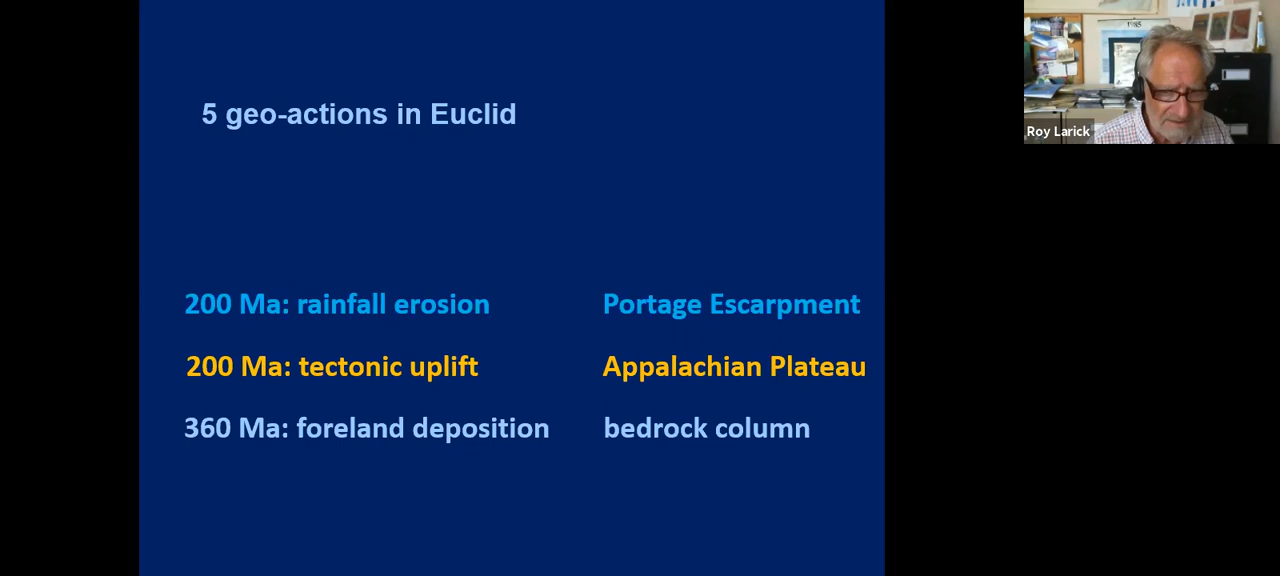 5 geo-actions in Euclid
200 Ma: rainfall erosion Portage Escarpment
200 Ma: tectonic uplift Appalachian Plateau
360 Ma: foreland deposition bedrock column
1985
Roy Larick